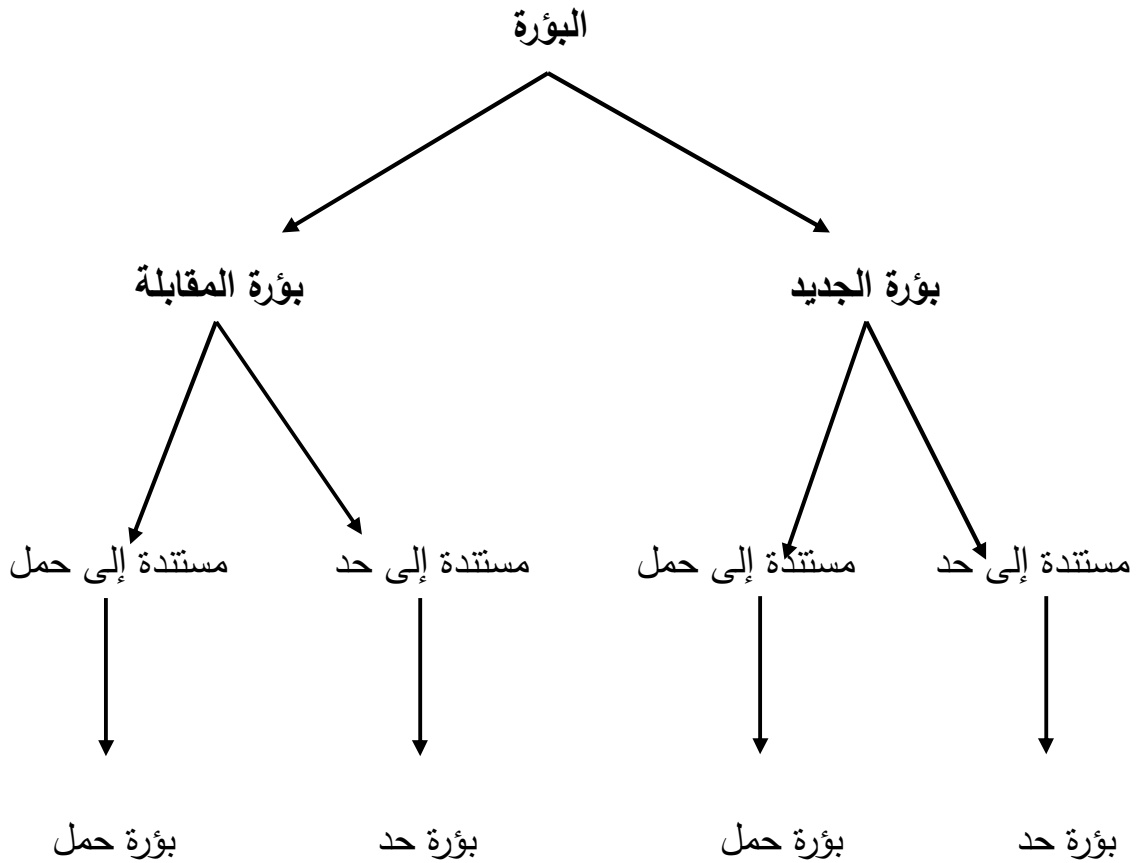 البؤرة
بؤرة الجديد بؤرة المقابلة
مستندة إلى حد مستندة إلى حمل مستندة إلى حد مستندة إلى حمل
بؤرة حد بؤرة حمل بؤرة حد بؤرة حمل